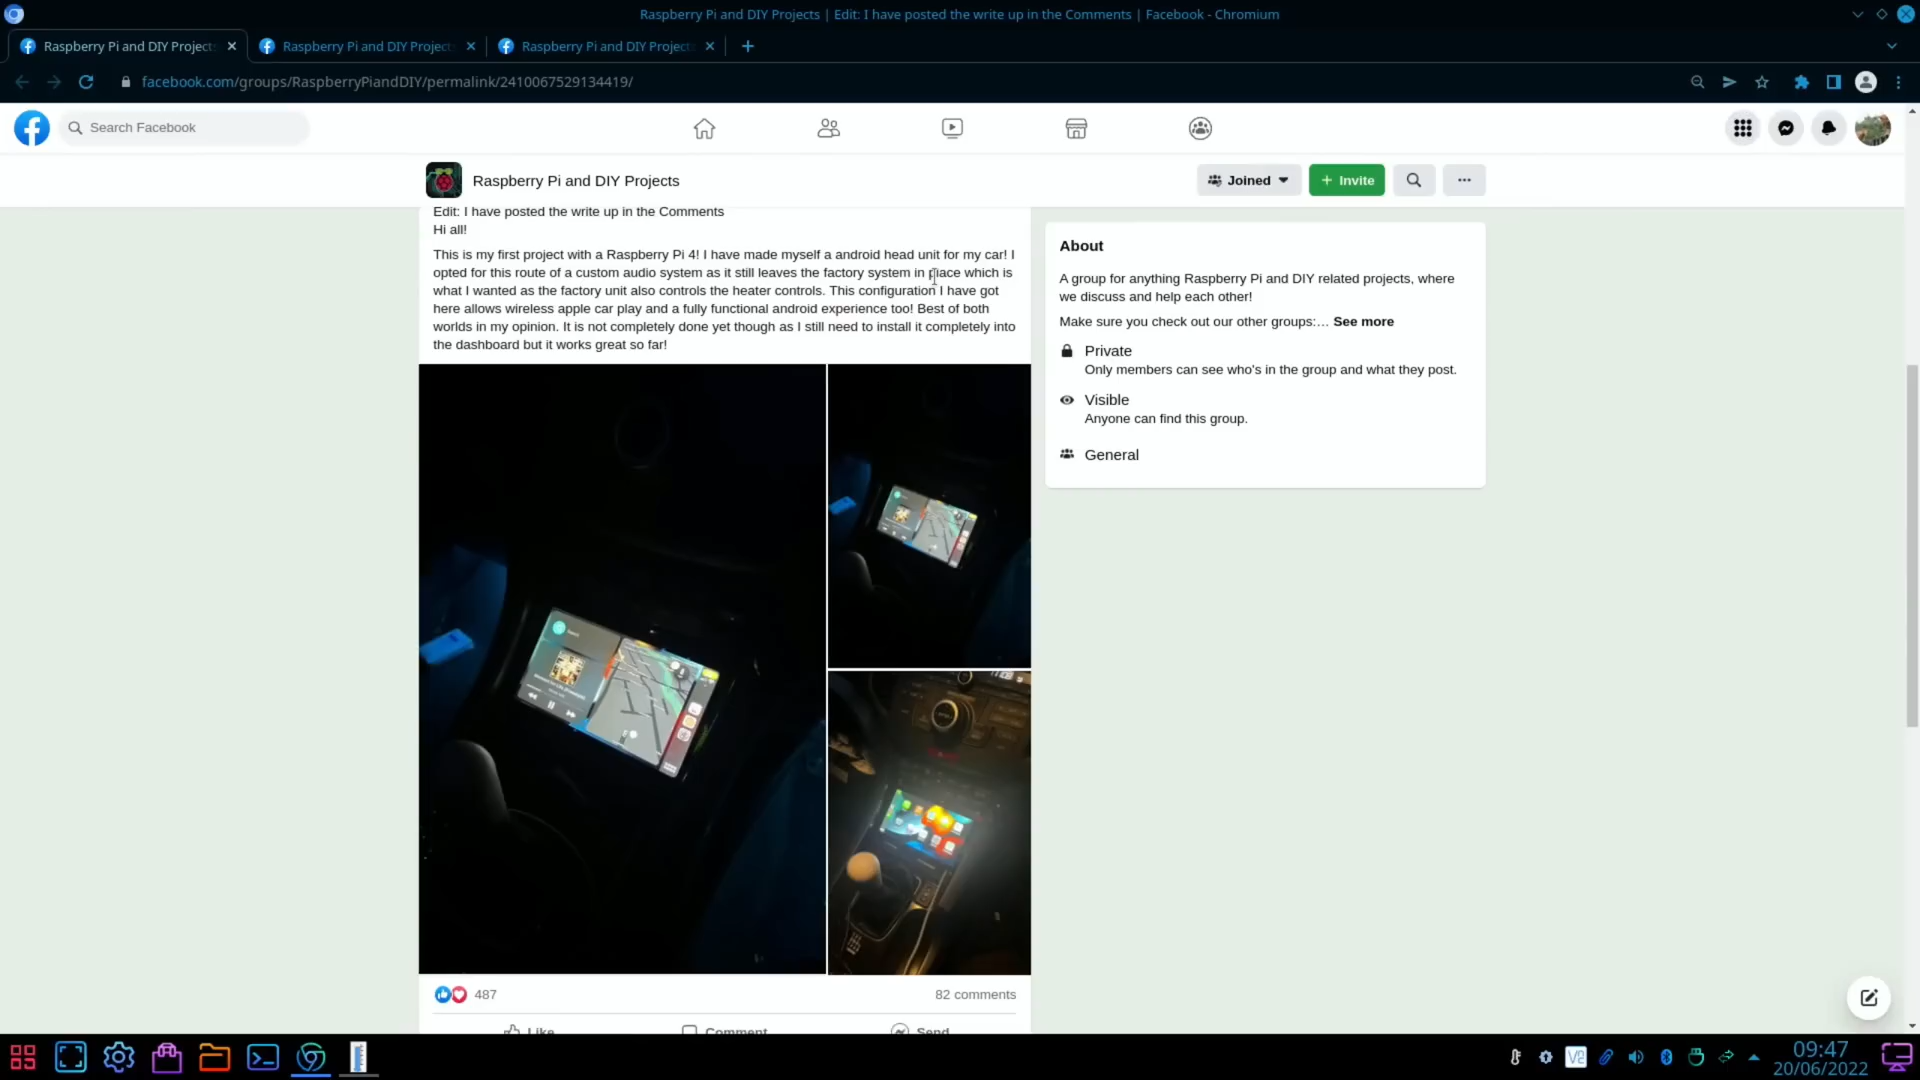 Raspberry Pi and DIY Projects | Edit: I have posted the write up in the Comments | Facebook - Chromium
Raspberry Pi and DIY Projects
Raspberry Pi and DIY Project
Raspberry Pi and DIY Project
facebook.com/groups/RaspberryPiandDIY/permalink/2410067529134419/
Search Facebook
Raspberry Pi and DIY Projects
Joined
+ Invite
Edit: I have posted the write up in the Comments
Hi all!
This is my first project with a Raspberry Pi 4! I have made myself a android head unit for my car! I
opted for this route of a custom audio system as it still leaves the factory system in place which is
what I wanted as the factory unit also controls the heater controls. This configuration I have got
here allows wireless apple car play and a fully functional android experience too! Best of both
worlds in my opinion. It is not completely done yet though as I still need to install it completely into
the dashboard but it works great so far!
487
82 comments
Like
Comment
Send
About
A group for anything Raspberry Pi and DIY related projects, where
we discuss and help each other!
Make sure you check out our other groups:… See more
Private
Only members can see who's in the group and what they post.
Visible
Anyone can find this group.
General
09:47
20/06/2022